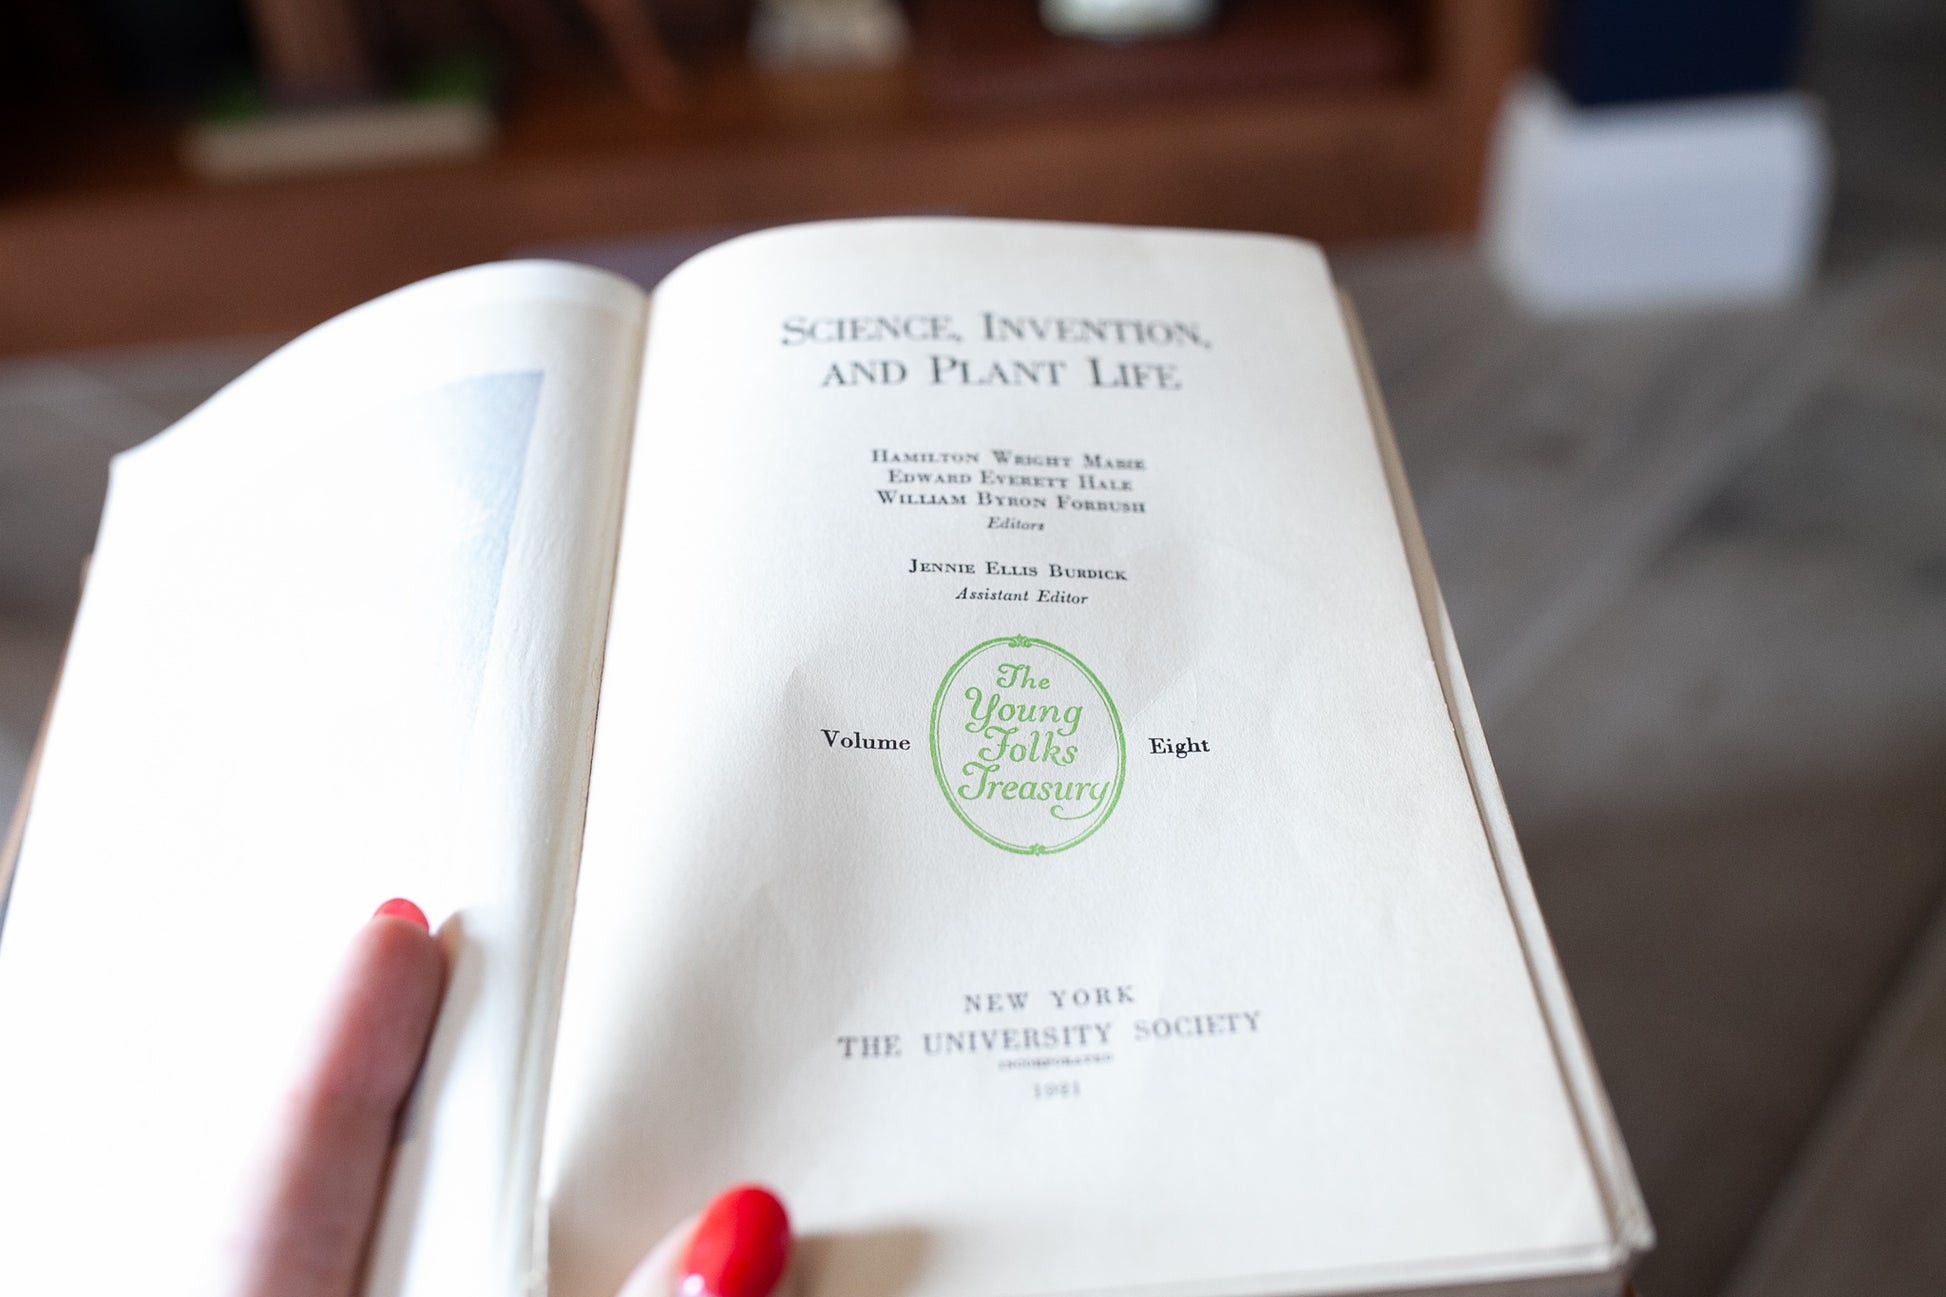 SCIENCE, INVENTION,
AND PLANT LIFE
HAMILTON WRIGHT MABIE
EDWARD EVERETT HALE
WILLIAM BYRON FORBUSH
Editors
JENNIE ELLIS BURDICK
Assistant Editor
Volume
The
Young
Folks
Treasury
Eight
NEW YORK
THE UNIVERSITY SOCIETY
INCORPORATED